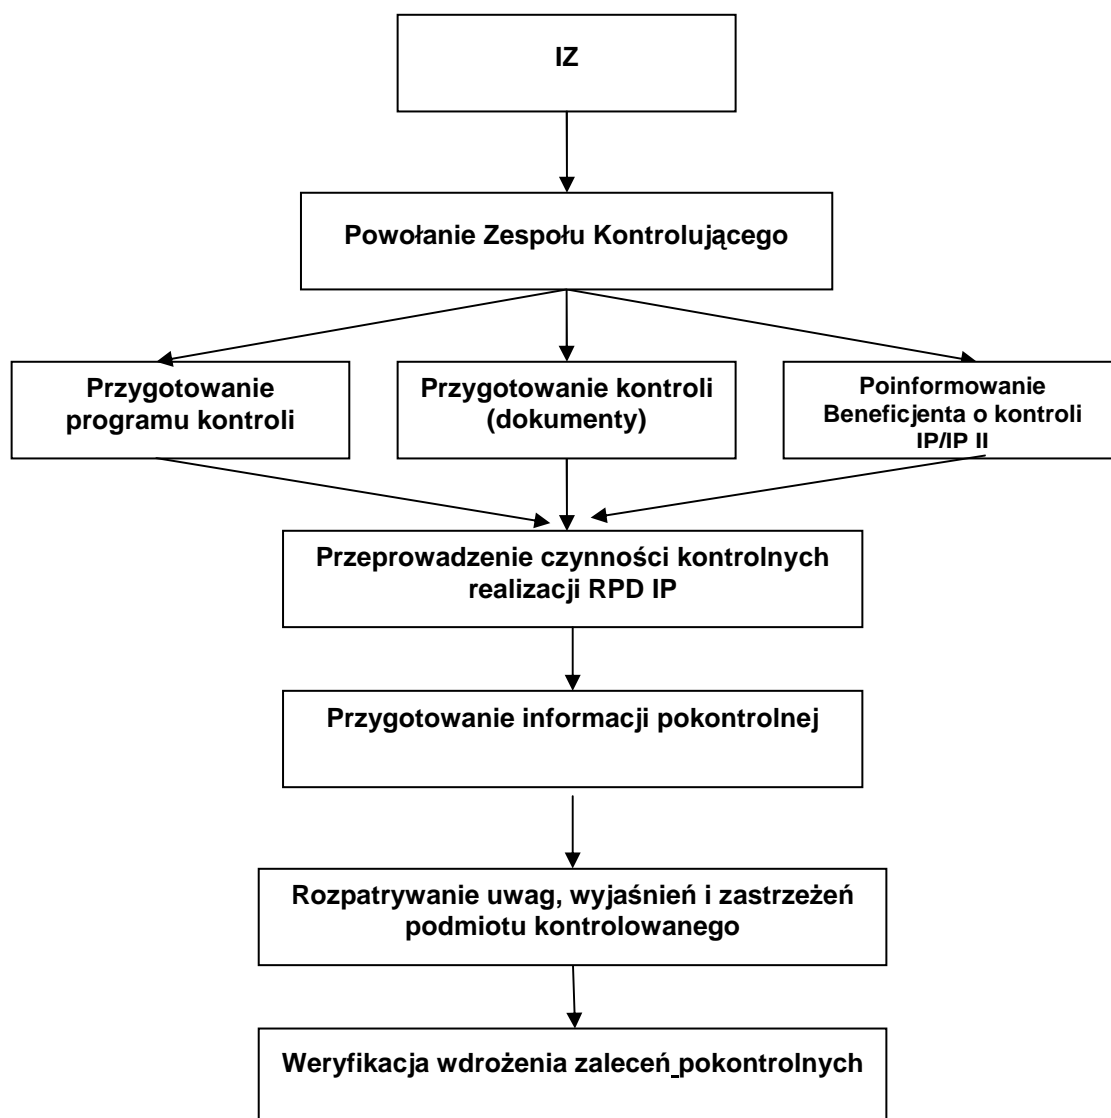 IZ
Powołanie Zespołu Kontrolującego
Przygotowanie
programu kontroli
Przygotowanie kontroli
(dokumenty)
Poinformowanie
Beneficjenta o kontroli
IP/IP II
Przeprowadzenie czynności kontrolnych
realizacji RPD IP
Przygotowanie informacji pokontrolnej
Rozpatrywanie uwag, wyjaśnień i zastrzeżeń
podmiotu kontrolowanego
Weryfikacja wdrożenia zaleceń pokontrolnych